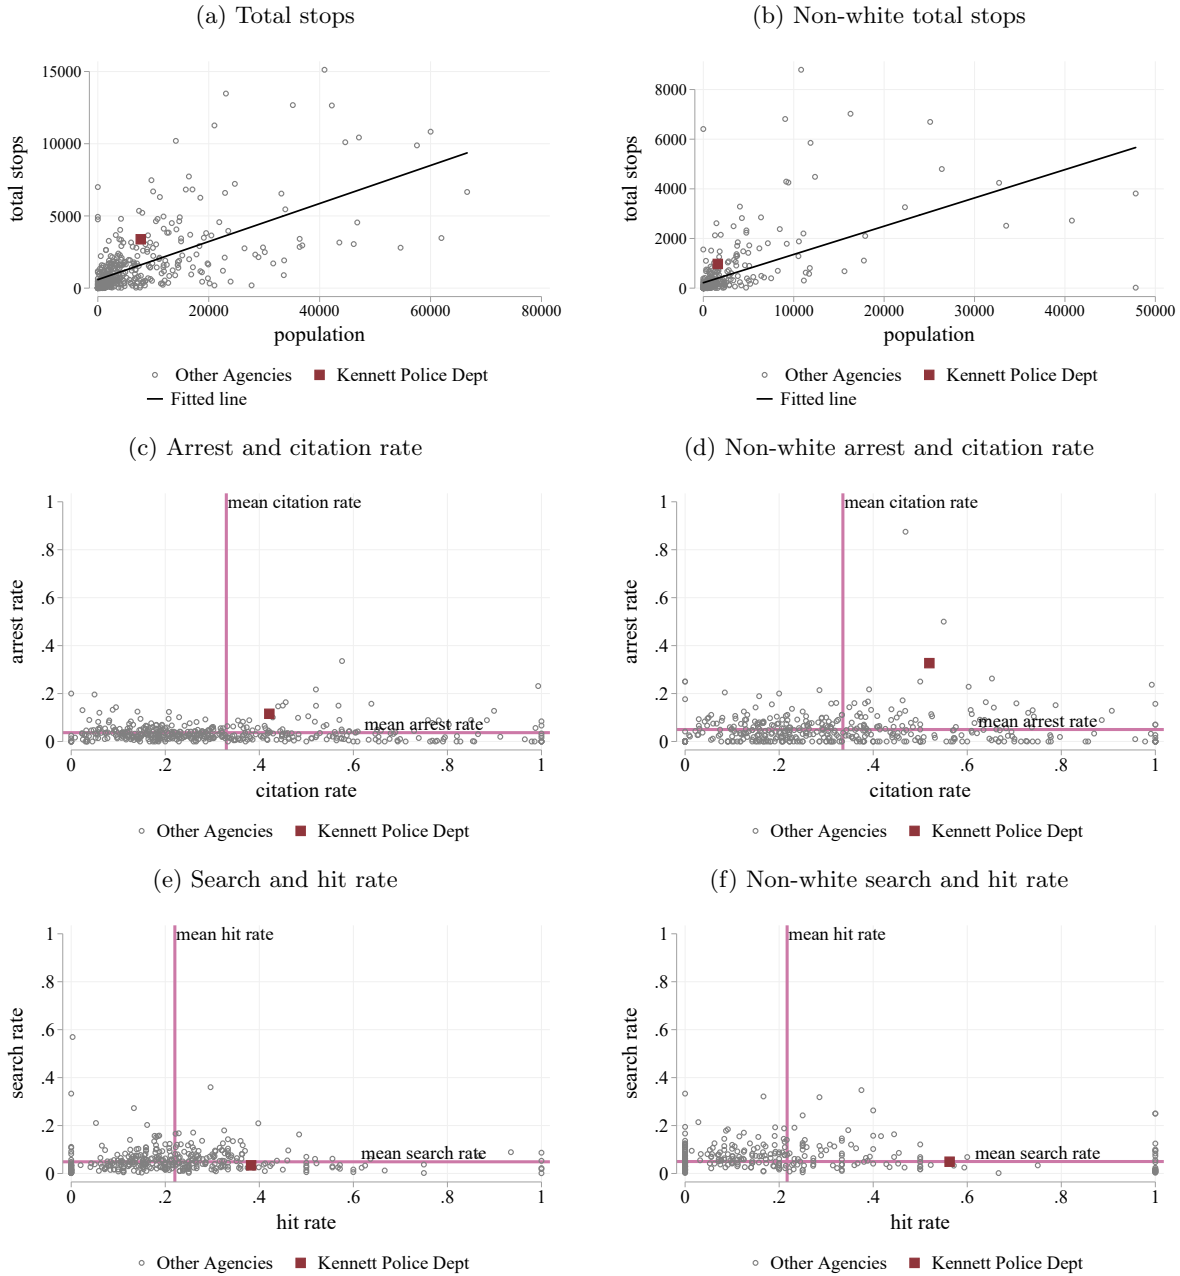 (a) Total stops
(b) Non-white total stops
15000
10000
5000
0
total stops
0 20000 40000 60000 80000
population
Other Agencies Kennett Police Dept
Fitted line
8000
6000
4000
2000
0
total stops
0 10000 20000 30000 40000 50000
population
Other Agencies Kennett Police Dept
Fitted line
(c) Arrest and citation rate
(d) Non-white arrest and citation rate
1
.8
.6
.4
.2
0
arrest rate
mean citation rate
mean arrest rate
0 .2 .4 .6 .8 1
citation rate
Other Agencies Kennett Police Dept
1
.8
.6
.4
.2
0
arrest rate
mean citation rate
mean arrest rate
0 .2 .4 .6 .8 1
citation rate
Other Agencies Kennett Police Dept
(e) Search and hit rate
(f) Non-white search and hit rate
1
.8
.6
.4
.2
0
search rate
mean hit rate
mean search rate
0 .2 .4 .6 .8 1
hit rate
Other Agencies Kennett Police Dept
1
.8
.6
.4
.2
0
search rate
mean hit rate
mean search rate
0 .2 .4 .6 .8 1
hit rate
Other Agencies Kennett Police Dept